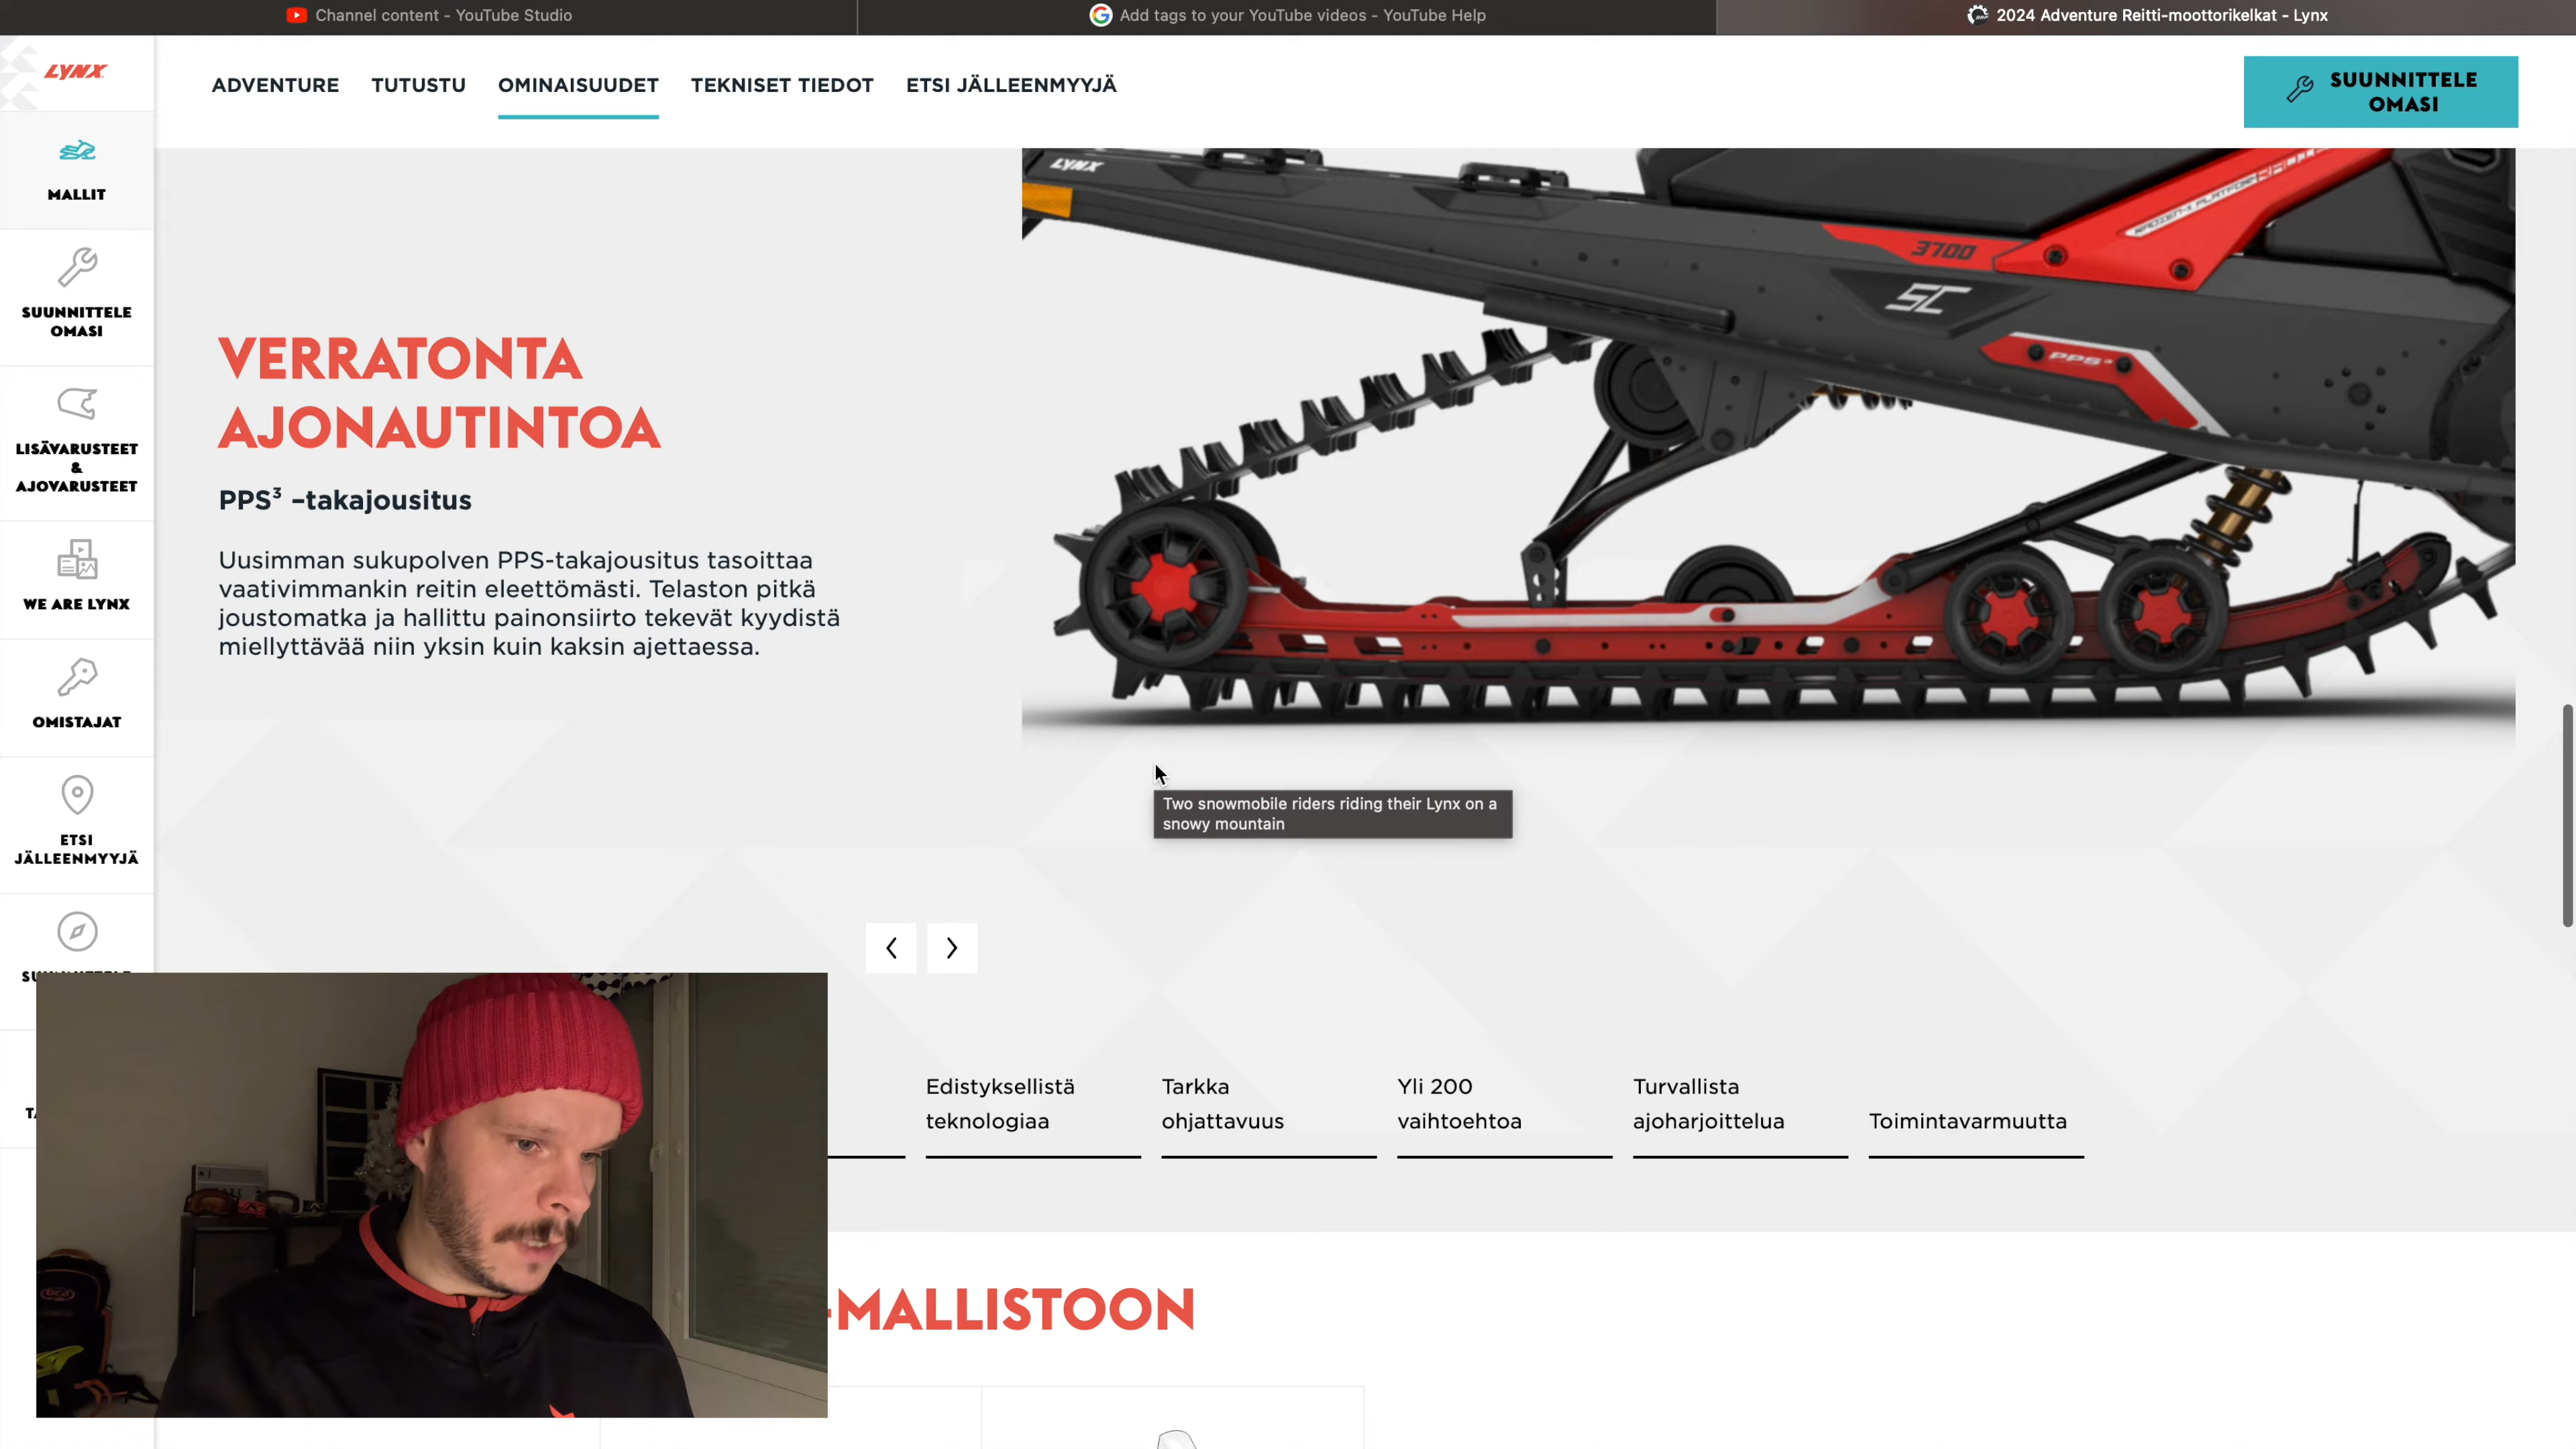 Channel content - YouTube Studio
Add tags to your YouTube videos - YouTube Help
2024 Adventure Reitti-moottorikelkat - Lynx
LYNX
ADVENTURE
TUTUSTU
OMINAISUUDET
TEKNISET TIEDOT
ETSI JÄLLEENMYYJÄ
SUUNNITTELE
OMASI
MALLIT
SUUNNITTELE
OMASI
LISÄVARUSTEET
&
AJOVARUSTEET
WE ARE LYNX
OMISTAJAT
ETSI
JÄLLEENMYYJÄ
LYNX
3700
SC
PPS³
VERRATONTA
AJONAUTINTOA
PPS³ –takajousitus
Uusimman sukupolven PPS-takajousitus tasoittaa
vaativimmankin reitin eleettömästi. Telaston pitkä
joustomatka ja hallittu painonsiirto tekevät kyydistä
miellyttävää niin yksin kuin kaksin ajettaessa.
Two snowmobile riders riding their Lynx on a
snowy mountain
Edistyksellistä
teknologiaa
Tarkka
ohjattavuus
Yli 200
vaihtoehtoa
Turvallista
ajoharjoittelua
Toimintavarmuutta
-MALLISTOON
bca